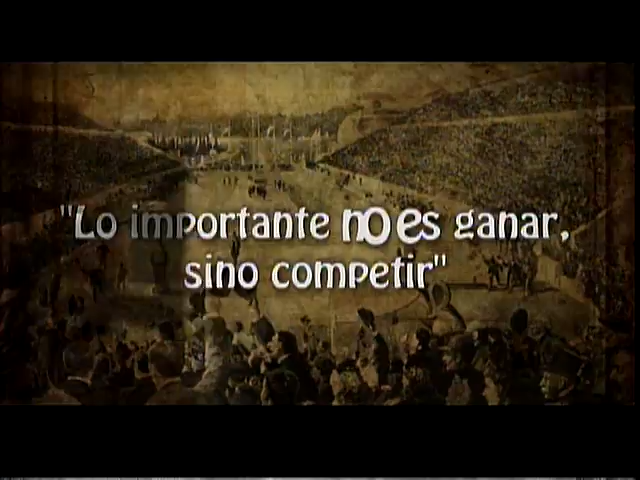 "Lo importante no es ganar,
sino competir"